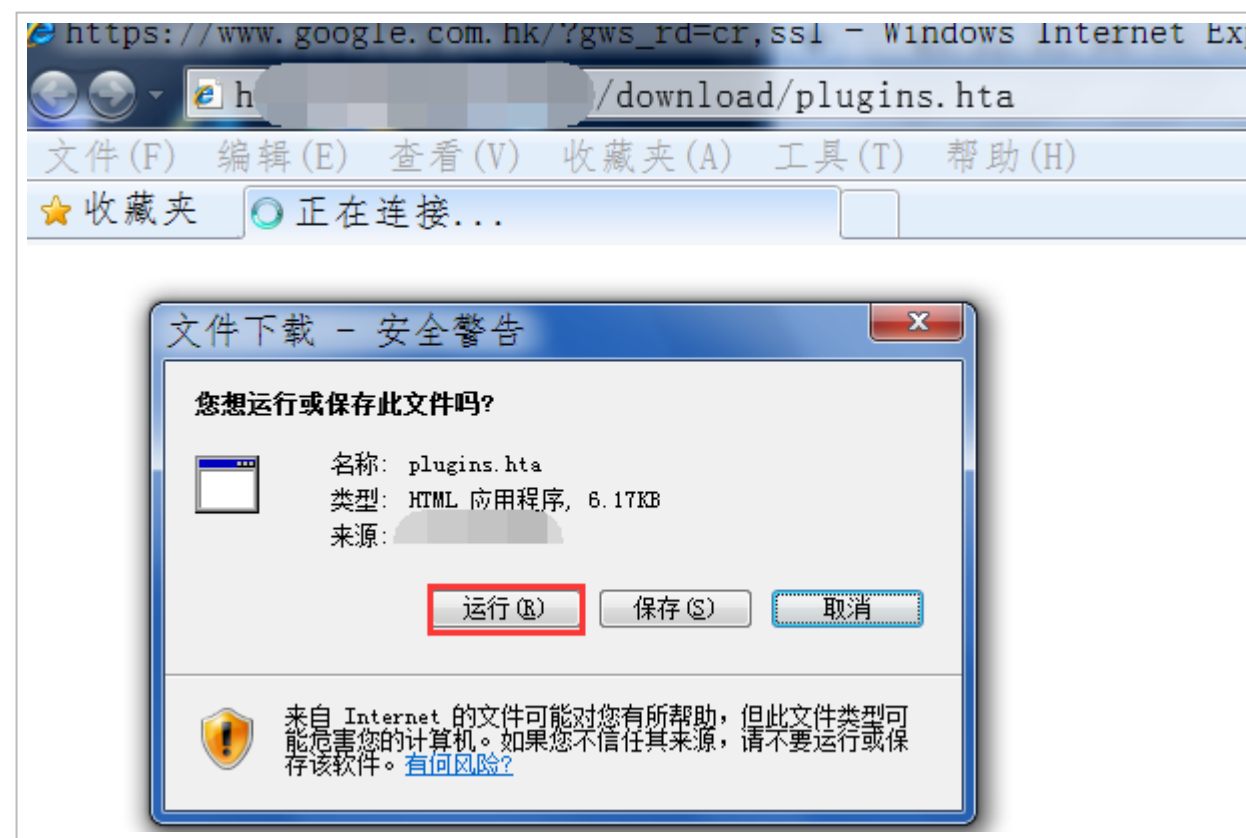 https://www.google.com.hk/?gws_rd=cr,ssl - Windows Internet Ex
h /download/plugins.hta
文件(F) 编辑(E) 查看(V) 收藏夹(A) 工具(T) 帮助(H)
收藏夹 正在连接...
文件下载 - 安全警告
您想运行或保存此文件吗?
名称: plugins.hta
类型: HTML 应用程序, 6.17KB
来源:
运行(R) 保存(S) 取消
来自 Internet 的文件可能对您有所帮助，但此文件类型可
能危害您的计算机。如果您不信任其来源，请不要运行或保
存该软件。有何风险?